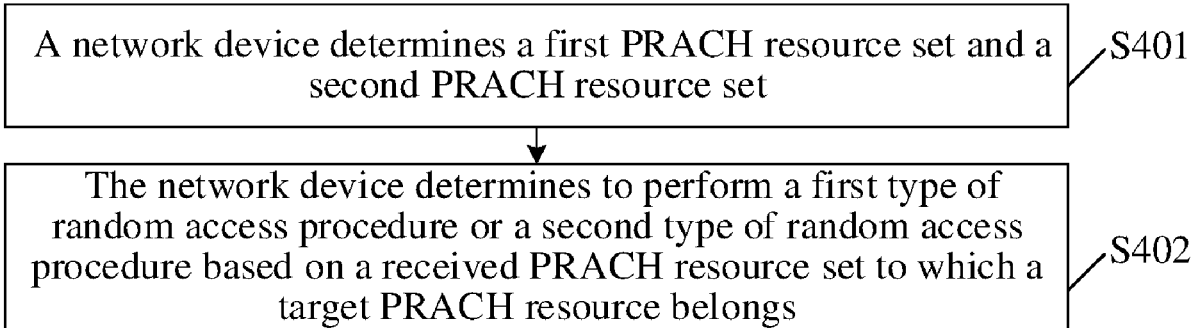 A network device determines a first PRACH resource set and a
second PRACH resource set
S401
The network device determines to perform a first type of
random access procedure or a second type of random access
procedure based on a received PRACH resource set to which a
target PRACH resource belongs
S402